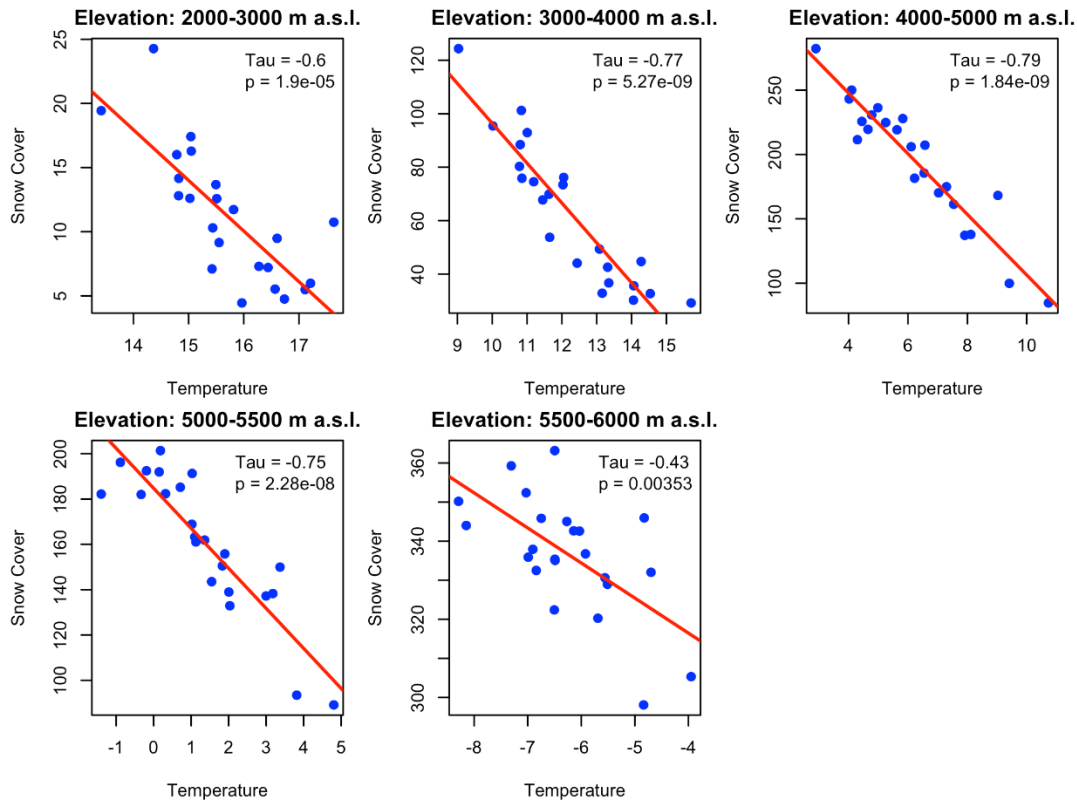 Elevation: 2000-3000 m a.s.l.
Tau = -0.6
p = 1.9e-05
Snow Cover
25
20
15
10
5
14 15 16 17
Temperature
Elevation: 3000-4000 m a.s.l.
Tau = -0.77
p = 5.27e-09
Snow Cover
120
100
80
60
40
9 10 11 12 13 14 15
Temperature
Elevation: 4000-5000 m a.s.l.
Tau = -0.79
p = 1.84e-09
Snow Cover
250
200
150
100
4 6 8 10
Temperature
Elevation: 5000-5500 m a.s.l.
Tau = -0.75
p = 2.28e-08
Snow Cover
200
180
160
140
120
100
-1 0 1 2 3 4 5
Temperature
Elevation: 5500-6000 m a.s.l.
Tau = -0.43
p = 0.00353
Snow Cover
360
340
320
300
-8 -7 -6 -5 -4
Temperature